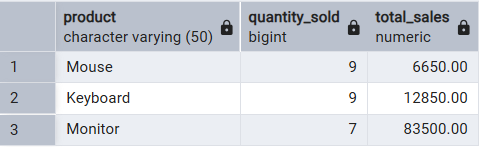 product quantity_sold total_sales
character varying (50) bigint numeric
1 Mouse 9 6650.00
2 Keyboard 9 12850.00
3 Monitor 7 83500.00